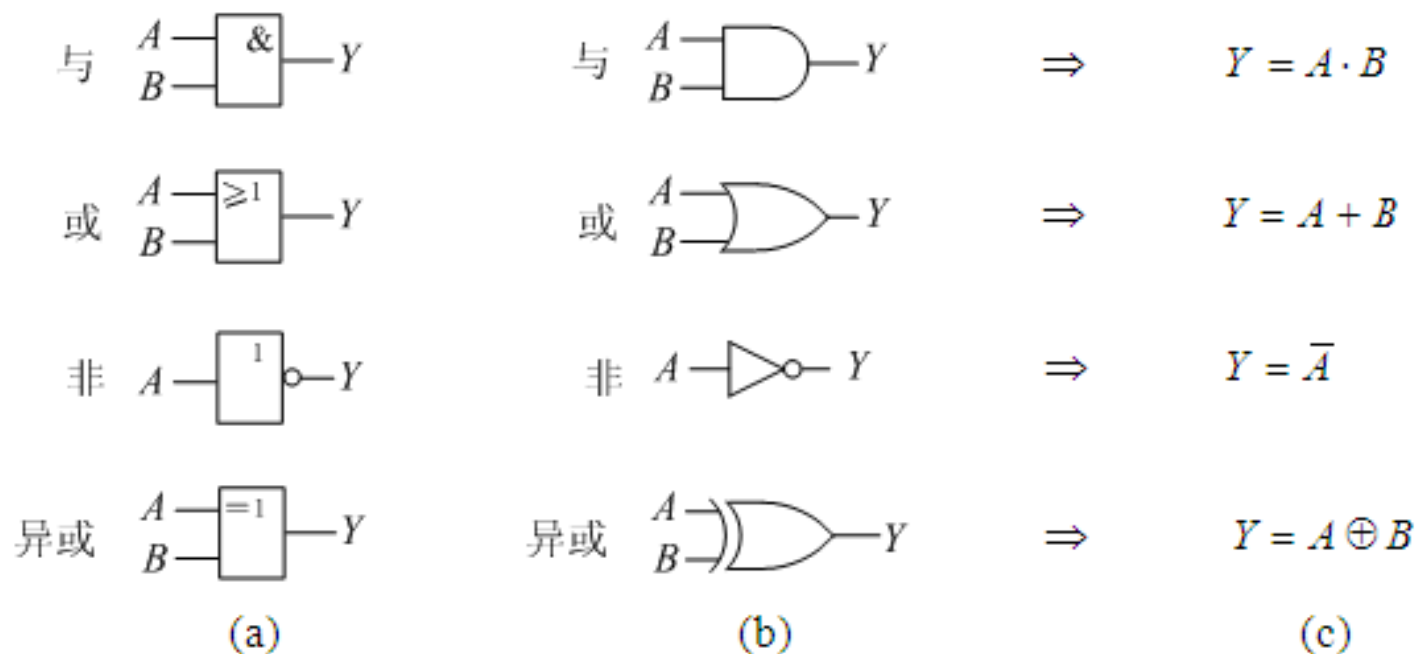 与 A B & Y 与 A B Y ⇒ Y = A · B
或 A B ⩾1 Y 或 A B Y ⇒ Y = A + B
非 A 1 Y 非 A Y ⇒ Y = A̅
异或 A B =1 Y 异或 A B Y ⇒ Y = A ⊕ B
(a) (b) (c)